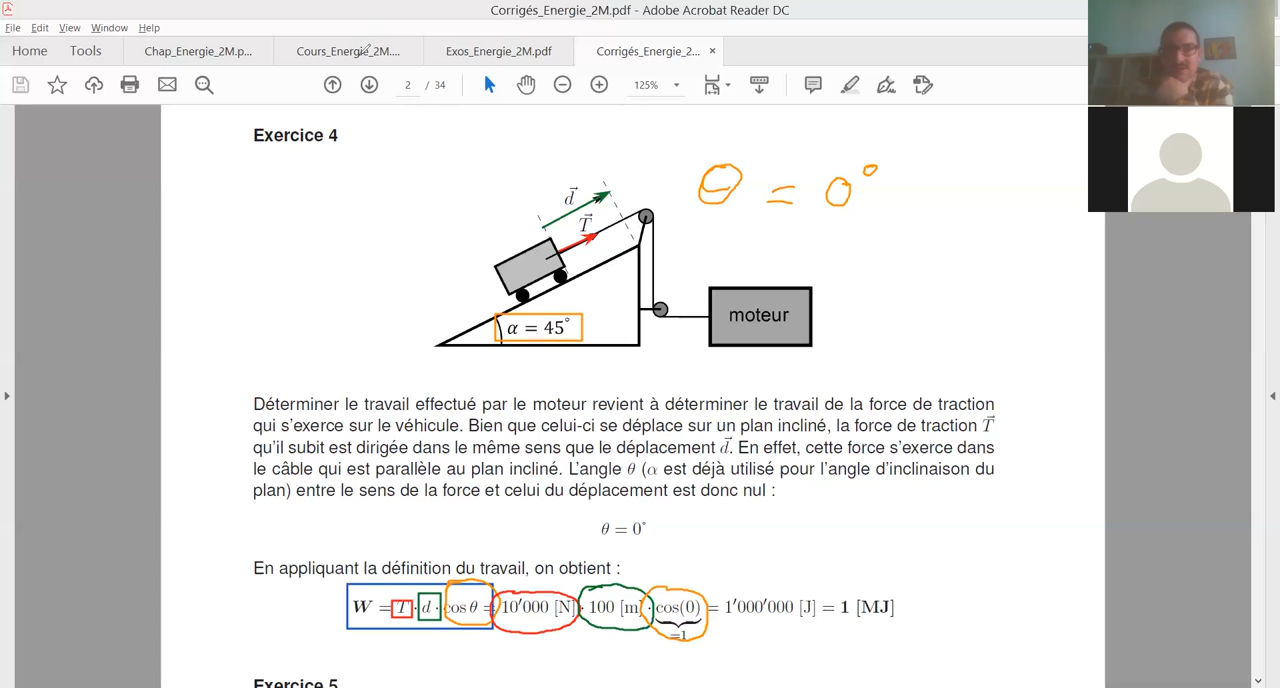 Corrigés_Energie_2M.pdf - Adobe Acrobat Reader DC
File Edit View Window Help
Home Tools Chap_Energie_2M.p... Cours_Energie_2M.... Exos_Energie_2M.pdf Corrigés_Energie_2... ×
2 / 34 125%
Exercice 4
θ = 0°
d⃗
T⃗
α = 45°
moteur
Déterminer le travail effectué par le moteur revient à déterminer le travail de la force de traction
qui s'exerce sur le véhicule. Bien que celui-ci se déplace sur un plan incliné, la force de traction T⃗
qu'il subit est dirigée dans le même sens que le déplacement d⃗. En effet, cette force s'exerce dans
le câble qui est parallèle au plan incliné. L'angle θ (α est déjà utilisé pour l'angle d'inclinaison du
plan) entre le sens de la force et celui du déplacement est donc nul :
θ = 0°
En appliquant la définition du travail, on obtient :
W = T · d · cos θ = 10′000 [N] · 100 [m] · cos(0) = 1′000′000 [J] = 1 [MJ]
=1
Exercice 5